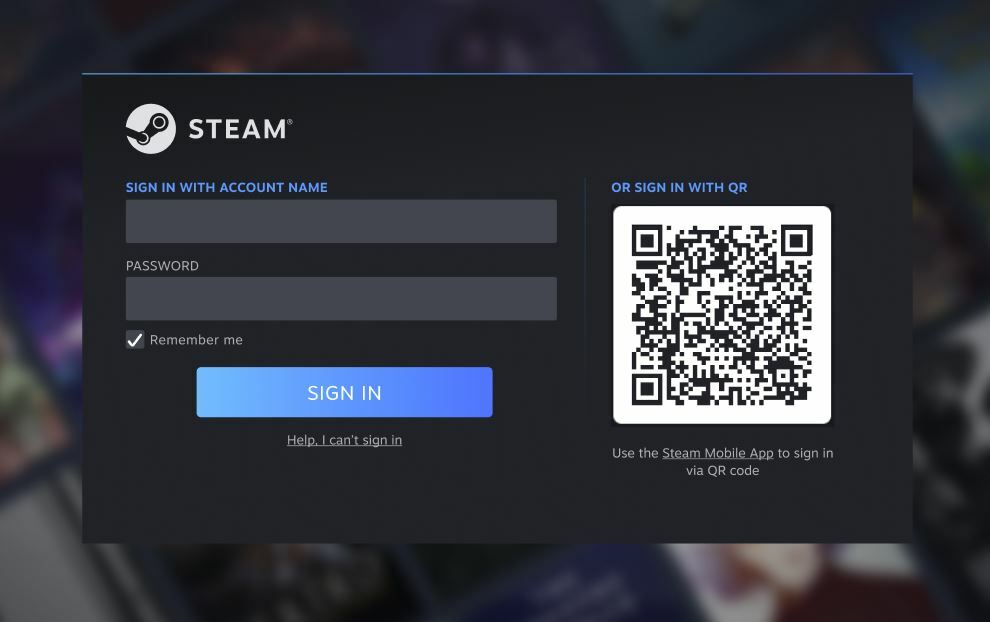 STEAM®
SIGN IN WITH ACCOUNT NAME
PASSWORD
Remember me
SIGN IN
Help, I can't sign in
OR SIGN IN WITH QR
Use the Steam Mobile App to sign in
via QR code